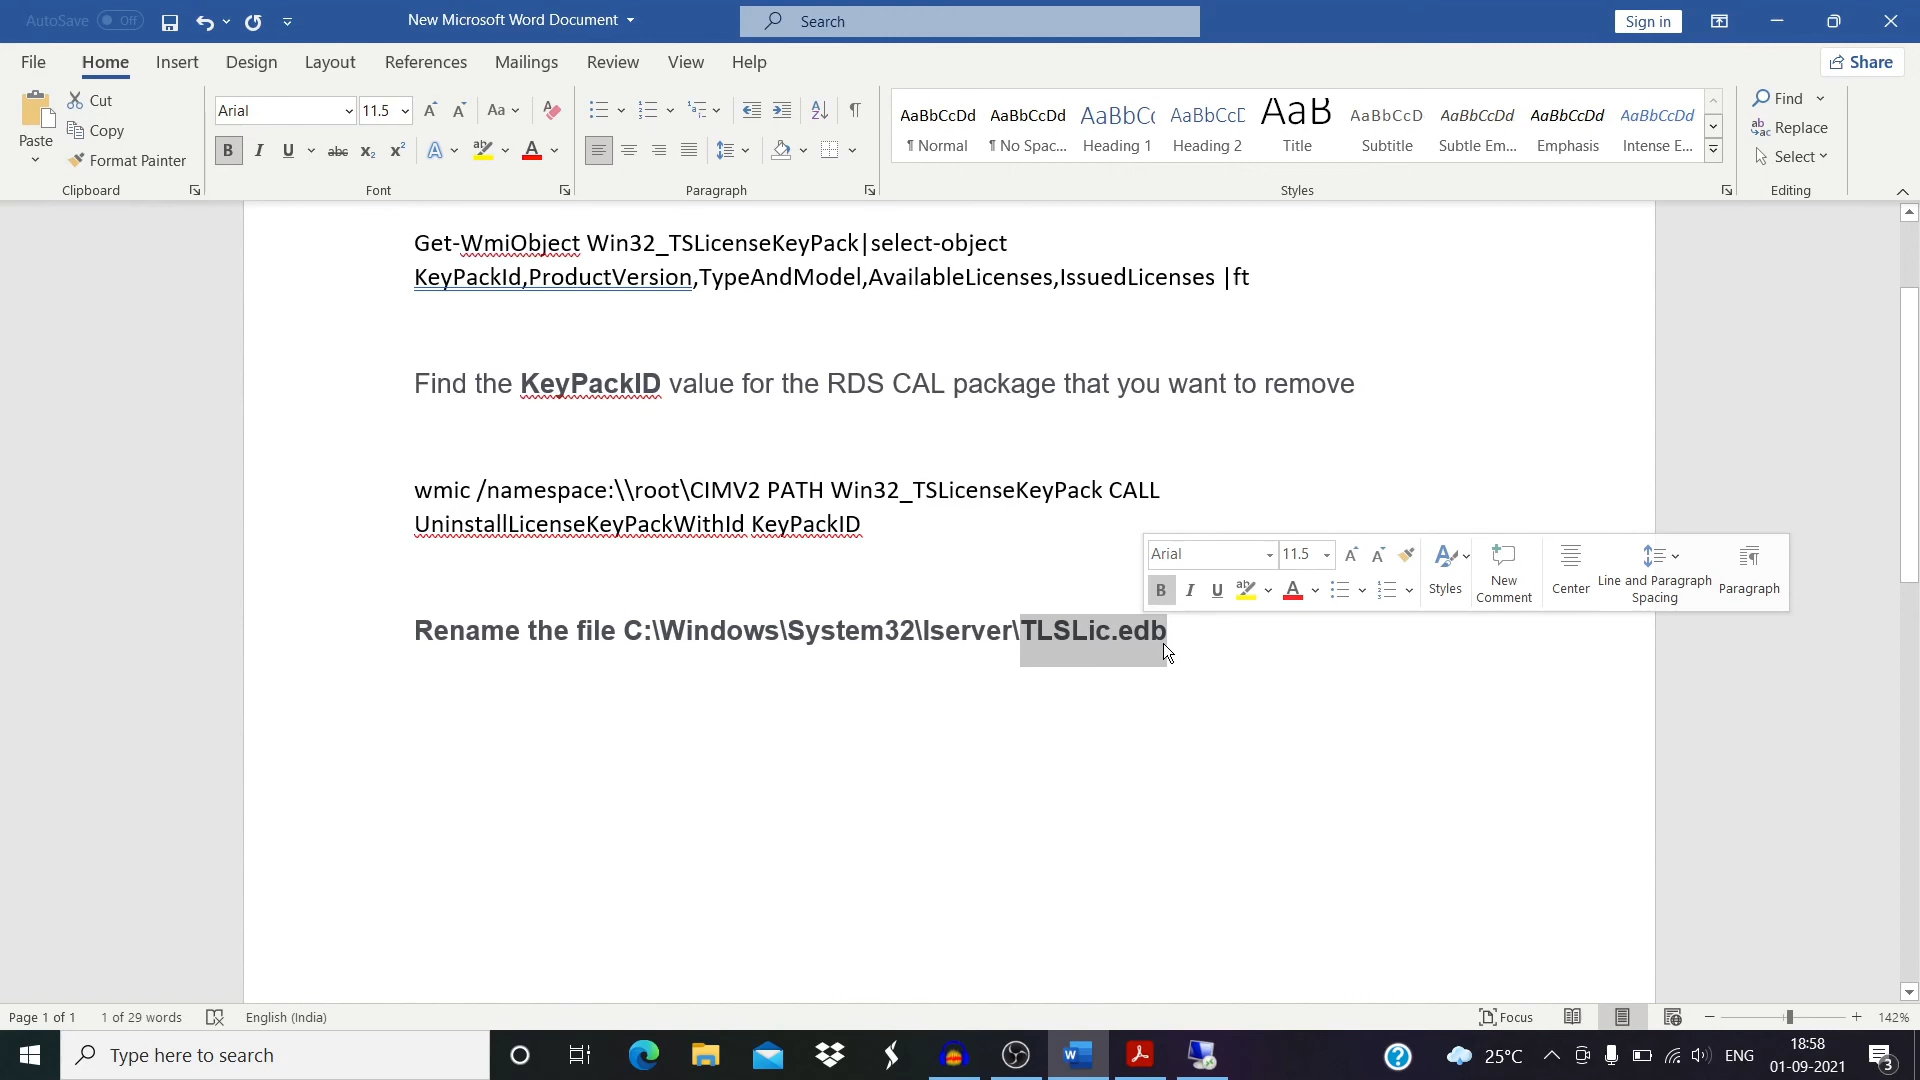 AutoSave Off
New Microsoft Word Document
Search
Sign in
File Home Insert Design Layout References Mailings Review View Help
Share
Paste
Cut
Copy
Format Painter
Clipboard
Arial 11.5
Aa
B I U abc x2 x2 A A
Font
Paragraph
AaBbCcDd AaBbCcDd AaBbCc AaBbCcC AaB AaBbCcD AaBbCcDd AaBbCcDd AaBbCcDd
¶ Normal ¶ No Spac... Heading 1 Heading 2 Title Subtitle Subtle Em... Emphasis Intense E...
Styles
Find
Replace
Select
Editing
Get-WmiObject Win32_TSLicenseKeyPack|select-object
KeyPackId,ProductVersion,TypeAndModel,AvailableLicenses,IssuedLicenses |ft
Find the KeyPackID value for the RDS CAL package that you want to remove
wmic /namespace:\\root\CIMV2 PATH Win32_TSLicenseKeyPack CALL
UninstallLicenseKeyPackWithId KeyPackID
Arial 11.5
B I U A
Styles
New
Comment
Center
Line and Paragraph
Spacing
Paragraph
Rename the file C:\Windows\System32\lserver\TLSLic.edb
Page 1 of 1 1 of 29 words English (India)
Focus
142%
Type here to search
25°C
ENG
18:58
01-09-2021
3